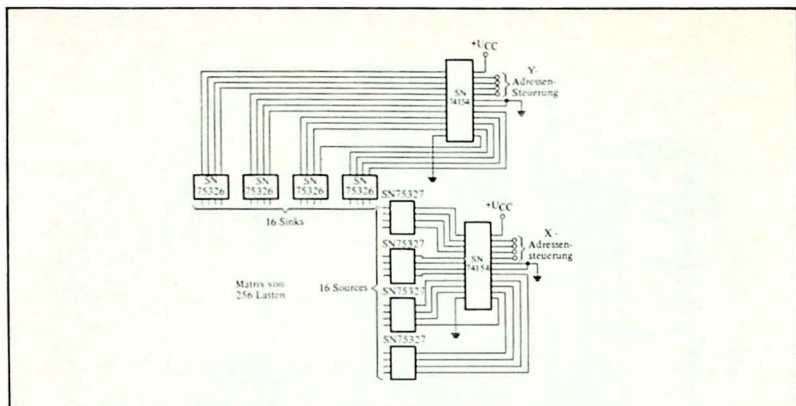 +UCC
Y-
Adressen-
Steuerung
SN
74154
SN
75326
SN
75326
SN
75326
SN
75326
16 Sinks
SN75327
+UCC
SN75327
X-
Adressen-
steuerung
SN
74154
Matrix von
256 Lasten
16 Sources
SN75327
SN75327